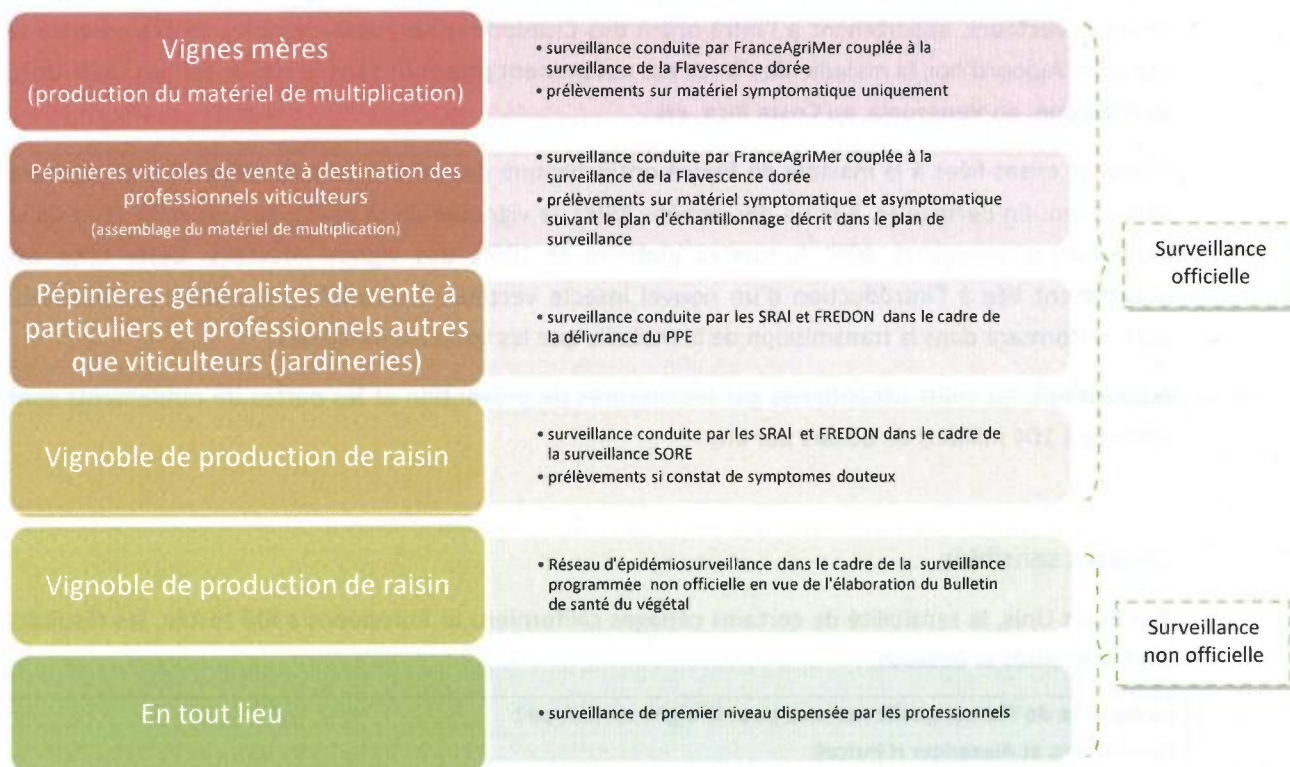 Vignes mères
(production du matériel de multiplication)
• surveillance conduite par FranceAgriMer couplée à la
surveillance de la Flavescence dorée
• prélèvements sur matériel symptomatique uniquement
Pépinières viticoles de vente à destination des
professionnels viticulteurs
(assemblage du matériel de multiplication)
• surveillance conduite par FranceAgriMer couplée à la
surveillance de la Flavescence dorée
• prélèvements sur matériel symptomatique et asymptomatique
suivant le plan d'échantillonnage décrit dans le plan de
surveillance
Pépinières généralistes de vente à
particuliers et professionnels autres
que viticulteurs (jardineries)
• surveillance conduite par les SRAl et FREDON dans le cadre de
la délivrance du PPE
Vignoble de production de raisin
• surveillance conduite par les SRAl et FREDON dans le cadre de
la surveillance SORE
• prélèvements si constat de symptomes douteux
Surveillance
officielle
Vignoble de production de raisin
• Réseau d'épidémiosurveillance dans le cadre de la surveillance
programmée non officielle en vue de l'élaboration du Bulletin
de santé du végétal
En tout lieu
• surveillance de premier niveau dispensée par les professionnels
Surveillance
non officielle